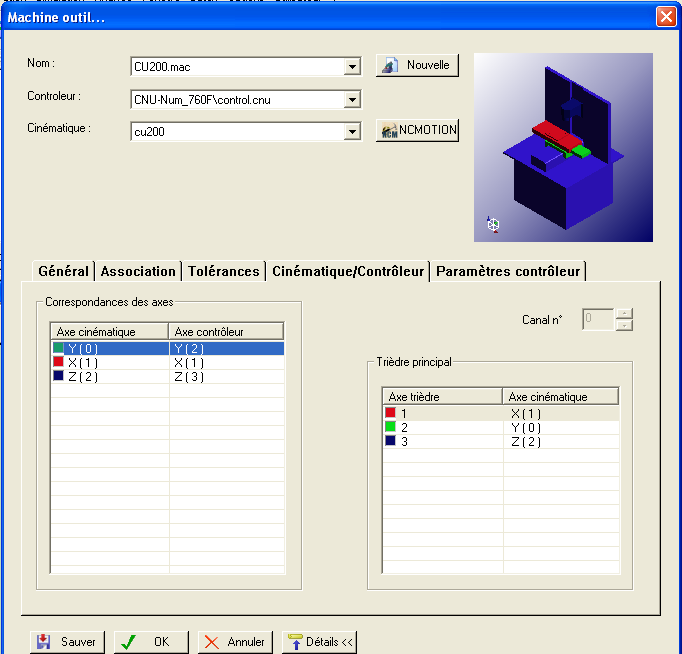 Machine outil...
Nom :
CU200.mac
Nouvelle
Controleur :
CNU-Num_760F\control.cnu
Cinématique :
cu200
NCMOTION
Général
Association
Tolérances
Cinématique/Contrôleur
Paramètres contrôleur
Correspondances des axes
Axe cinématique Axe contrôleur
Y ( 0 ) Y ( 2 )
X ( 1 ) X ( 1 )
Z ( 2 ) Z ( 3 )
Canal n°
0
Trièdre principal
Axe trièdre Axe cinématique
1 X ( 1 )
2 Y ( 0 )
3 Z ( 2 )
Sauver
OK
Annuler
Détails <<